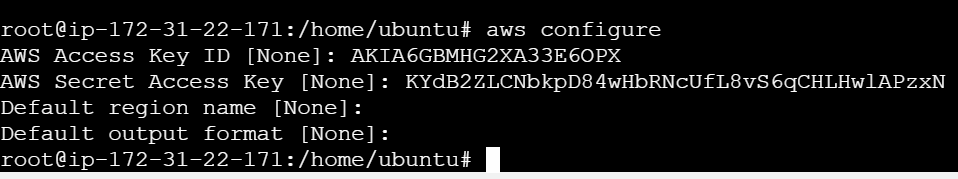 root@ip-172-31-22-171:/home/ubuntu# aws configure
AWS Access Key ID [None]: AKIA6GBMHG2XA33E6OPX
AWS Secret Access Key [None]: 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
Default region name [None]:
Default output format [None]:
root@ip-172-31-22-171:/home/ubuntu#